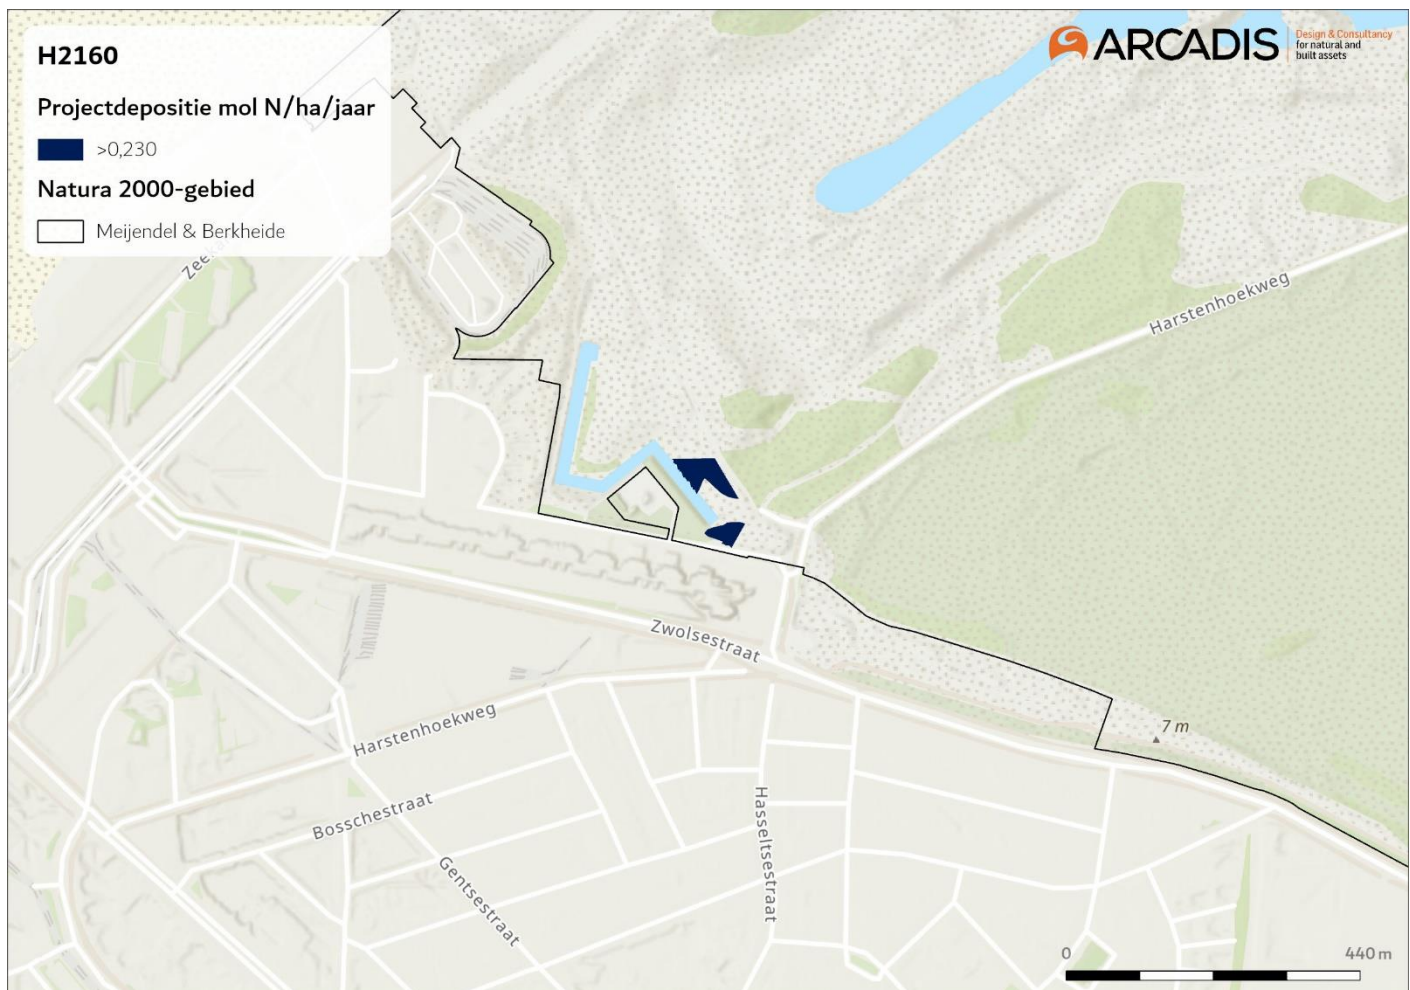 H2160
Projectdepositie mol N/ha/jaar
>0,230
Natura 2000-gebied
Meijendel & Berkheide
ARCADIS
Design & Consultancy
for natural and
built assets
Harstenhoekweg
Zwolsestraat
7 m
Harstenhoekweg
Bosschestraat
Gentsestraat
Hasseltsestraat
0
440 m